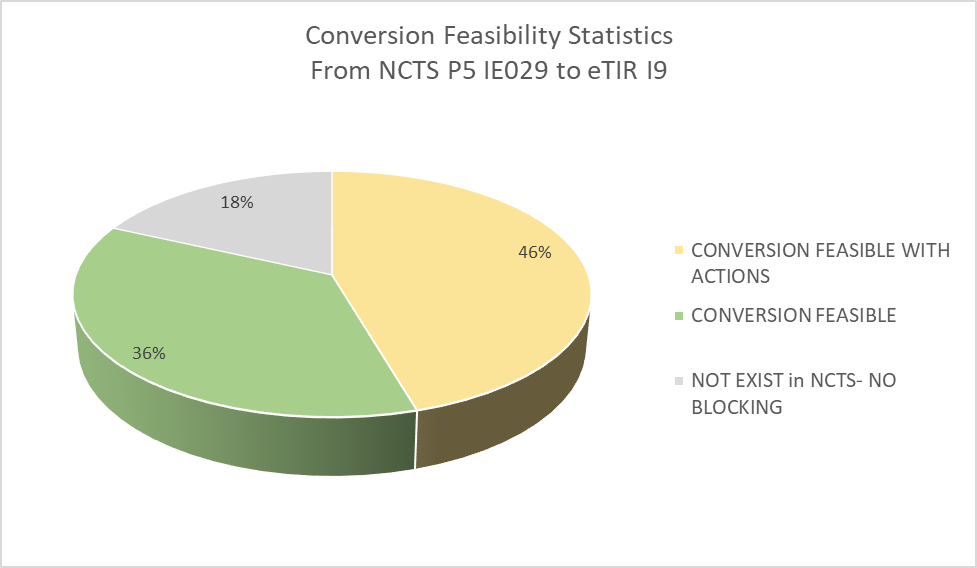 Conversion Feasibility Statistics
From NCTS P5 IE029 to eTIR I9
18%
46%
36%
CONVERSION FEASIBLE WITH
ACTIONS
CONVERSION FEASIBLE
NOT EXIST in NCTS- NO
BLOCKING